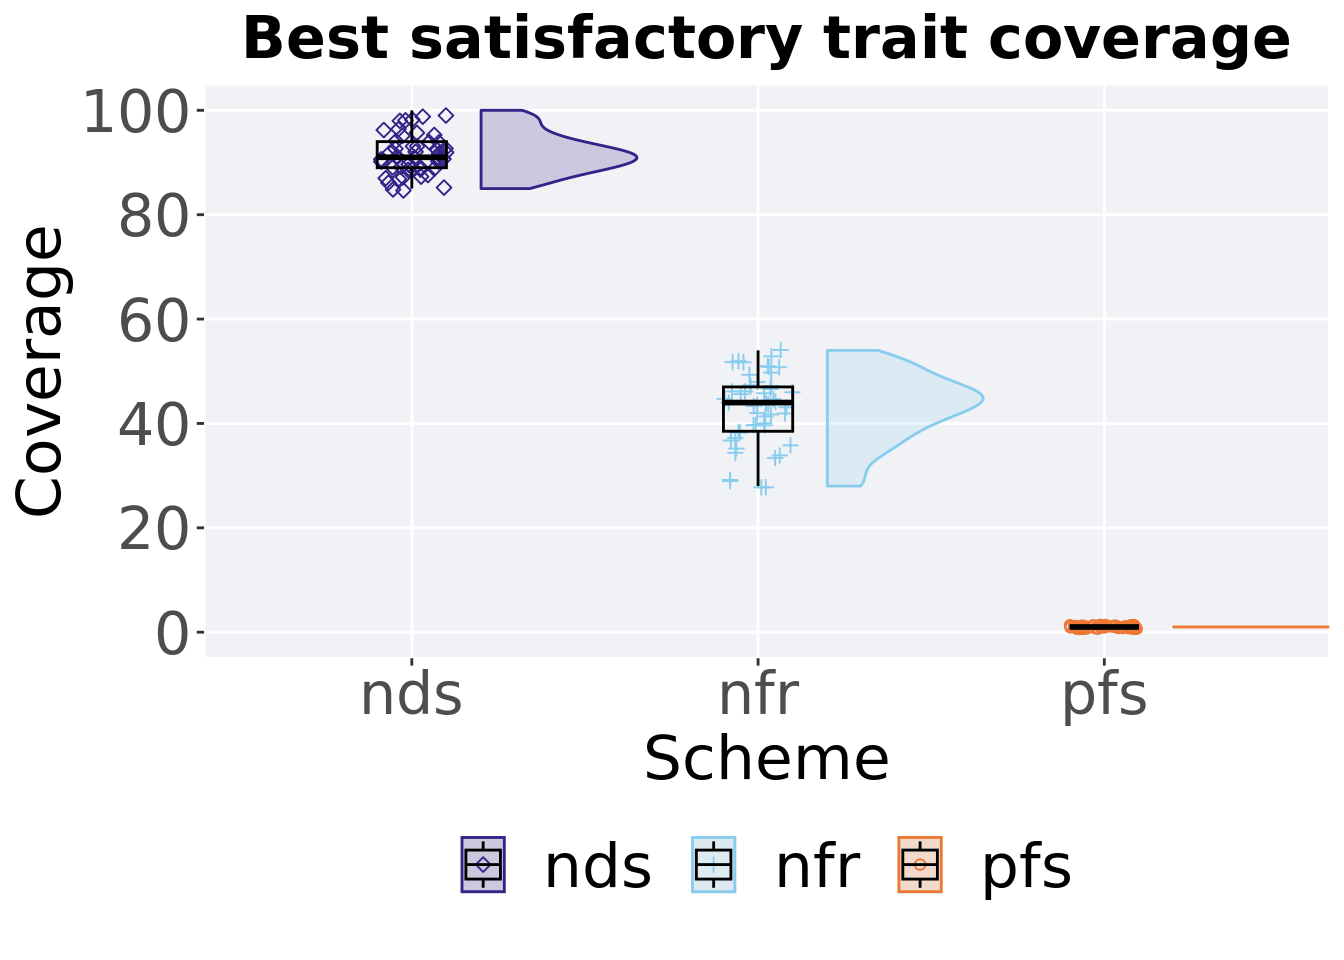 Best satisfactory trait coverage
100
80
60
40
20
0
Coverage
nds nfr pfs
Scheme
nds nfr pfs